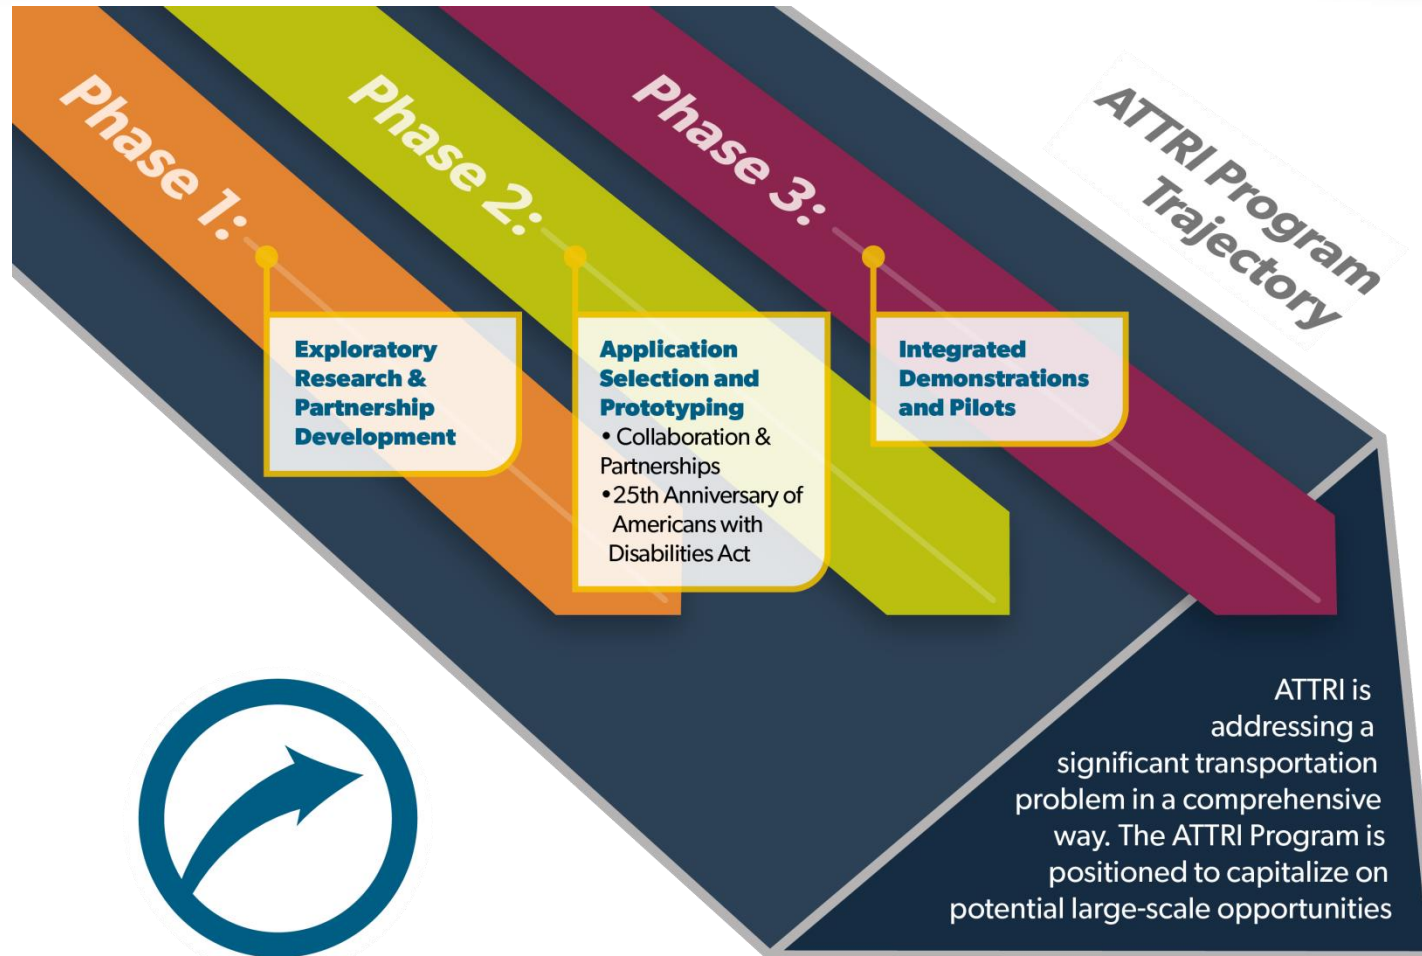 ATTRI Program
Trajectory
Phase 1:
Exploratory
Research &
Partnership
Development
Phase 2:
Application
Selection and
Prototyping
• Collaboration &
Partnerships
•25th Anniversary of
Americans with
Disabilities Act
Phase 3:
Integrated
Demonstrations
and Pilots
ATTRI is
addressing a
significant transportation
problem in a comprehensive
way. The ATTRI Program is
positioned to capitalize on
potential large-scale opportunities